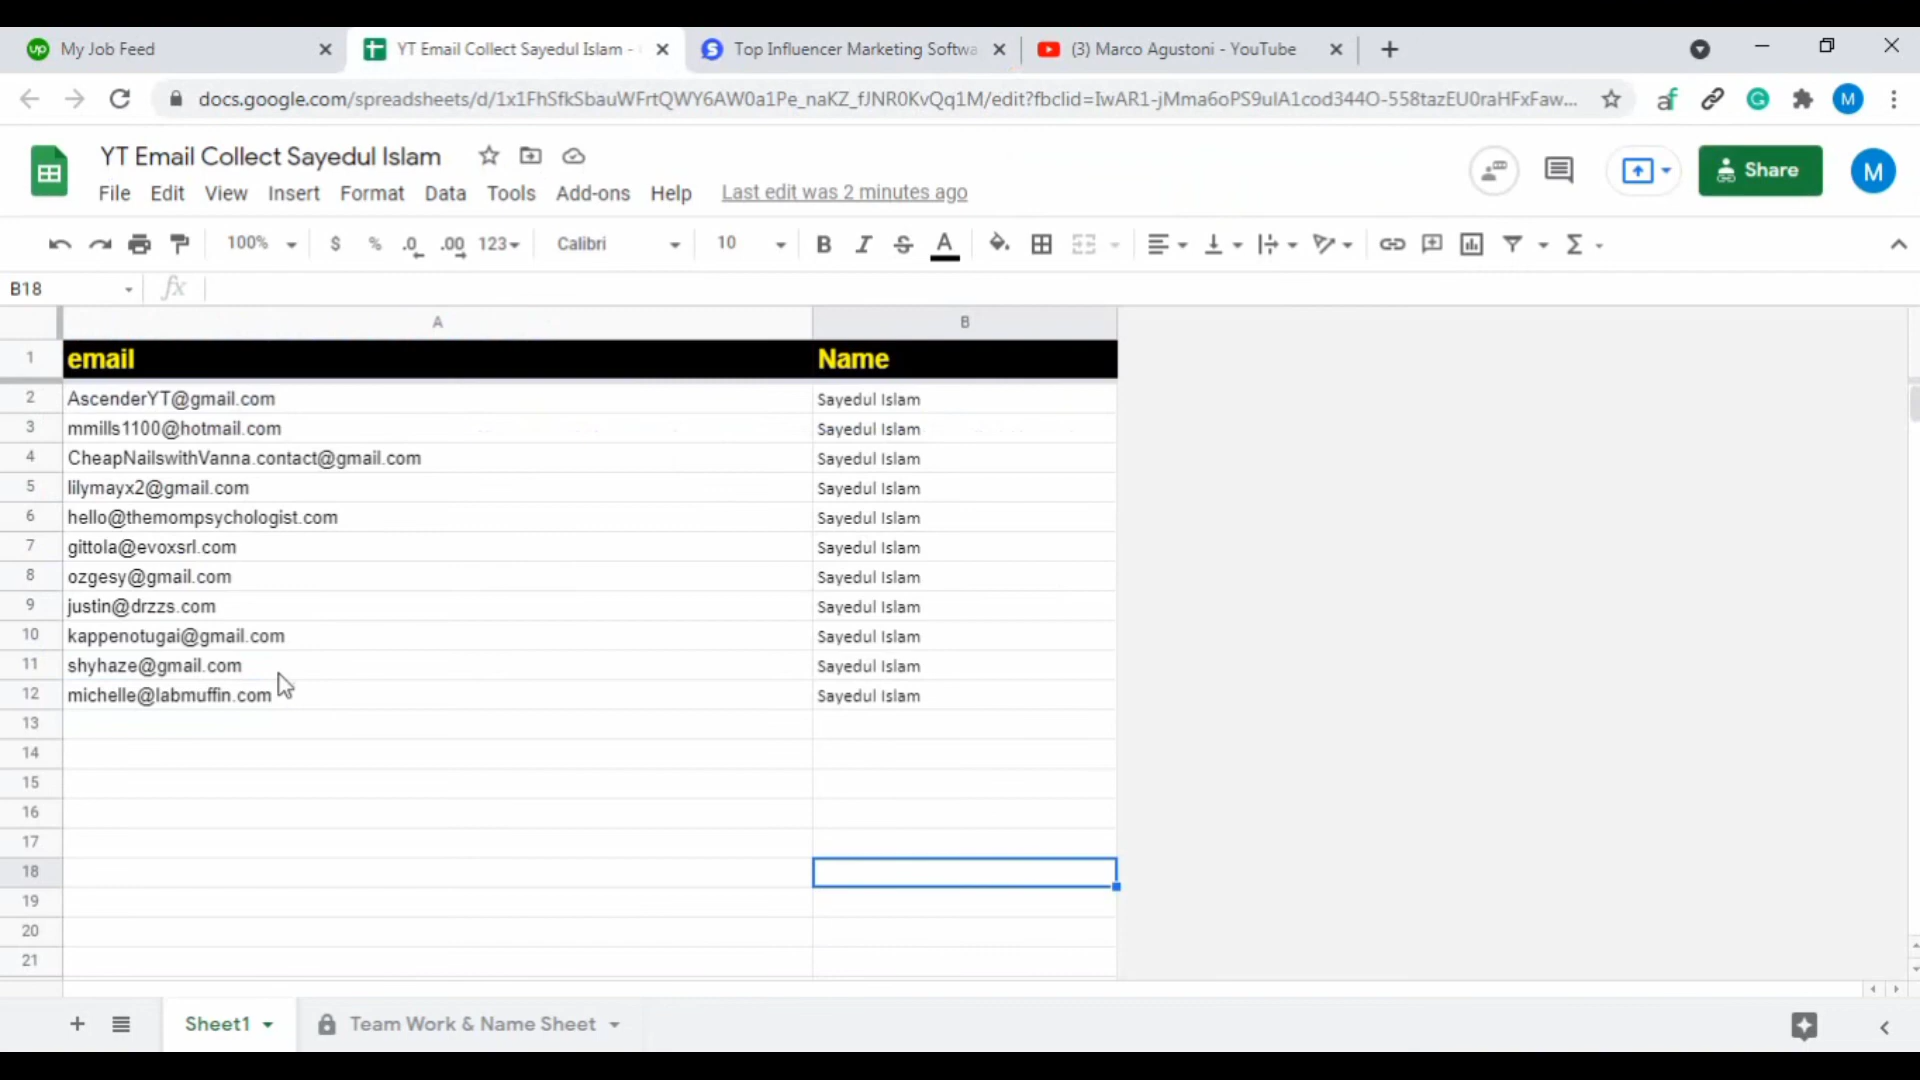 up My Job Feed YT Email Collect Sayedul Islam - Top Influencer Marketing Softwa (3) Marco Agustoni - YouTube
docs.google.com/spreadsheets/d/1x1FhSfkSbauWFrtQWY6AW0a1Pe_naKZ_fJNR0KvQq1M/edit?fbclid=IwAR1-jMma6oPS9ulA1cod344O-558tazEU0raHFxFaw... af G M
YT Email Collect Sayedul Islam
File Edit View Insert Format Data Tools Add-ons Help Last edit was 2 minutes ago Share M
100% $ % .0 .00 123 Calibri 10 B I S A Σ
B18 fx
A B
1 email Name
2 AscenderYT@gmail.com Sayedul Islam
3 mmills1100@hotmail.com Sayedul Islam
4 CheapNailswithVanna.contact@gmail.com Sayedul Islam
5 lilymayx2@gmail.com Sayedul Islam
6 hello@themompsychologist.com Sayedul Islam
7 gittola@evoxsrl.com Sayedul Islam
8 ozgesy@gmail.com Sayedul Islam
9 justin@drzzs.com Sayedul Islam
10 kappenotugai@gmail.com Sayedul Islam
11 shyhaze@gmail.com Sayedul Islam
12 michelle@labmuffin.com Sayedul Islam
13
14
15
16
17
18
19
20
21
Sheet1 Team Work & Name Sheet